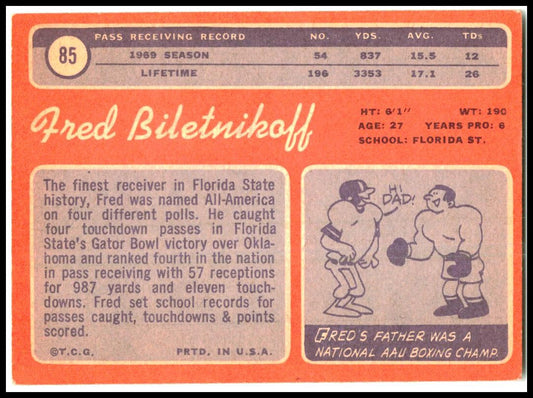 85
PASS RECEIVING RECORD NO. YDS. AVG. TDs
1969 SEASON 54 837 15.5 12
LIFETIME 196 3353 17.1 26
Fred Biletnikoff
HT: 6'1" WT: 190
AGE: 27 YEARS PRO: 6
SCHOOL: FLORIDA ST.
The finest receiver in Florida State
history, Fred was named All-America
on four different polls. He caught
four touchdown passes in Florida
State's Gator Bowl victory over Okla-
homa and ranked fourth in the nation
in pass receiving with 57 receptions
for 987 yards and eleven touch-
downs. Fred set school records for
passes caught, touchdowns & points
scored.
©T.C.G. PRTD. IN U.S.A.
HI
DAD!
FRED'S FATHER WAS A
NATIONAL AAU BOXING CHAMP.